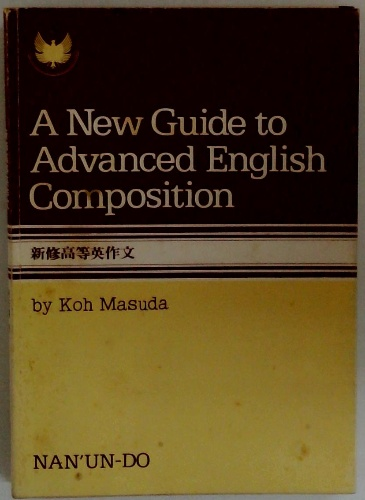 A New Guide to
Advanced English
Composition
新修高等英作文
by Koh Masuda
NAN'UN-DO